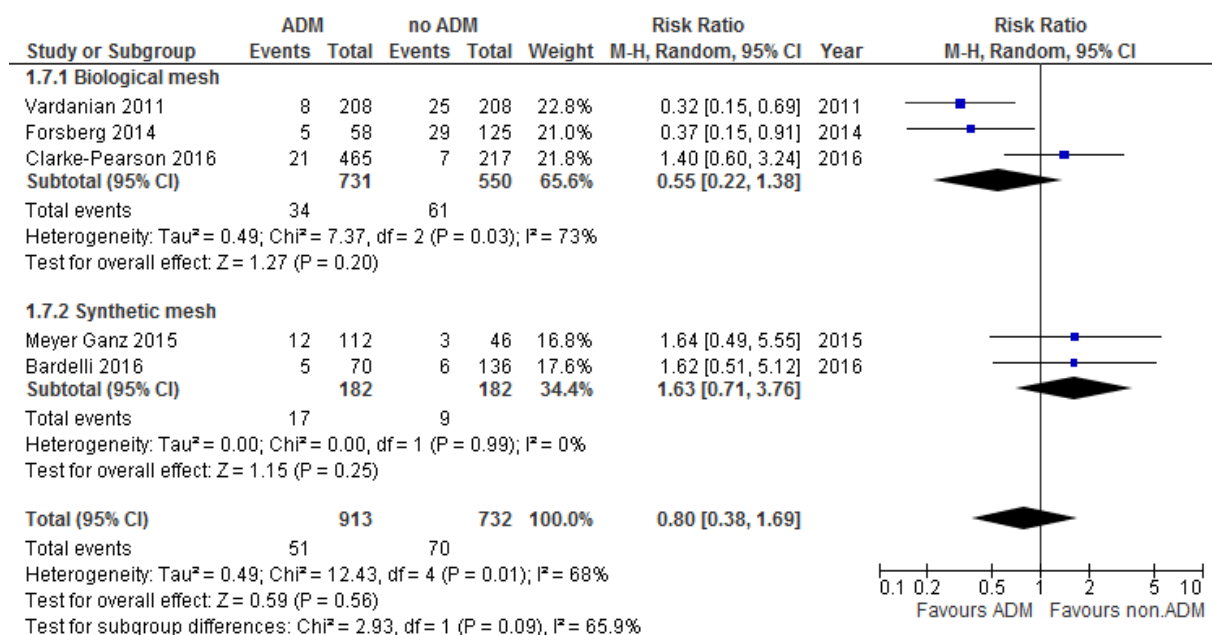 ADM no ADM Risk Ratio Risk Ratio
Study or Subgroup Events Total Events Total Weight M-H, Random, 95% CI Year M-H, Random, 95% CI
1.7.1 Biological mesh
Vardanian 2011 8 208 25 208 22.8% 0.32 [0.15, 0.69] 2011
Forsberg 2014 5 58 29 125 21.0% 0.37 [0.15, 0.91] 2014
Clarke-Pearson 2016 21 465 7 217 21.8% 1.40 [0.60, 3.24] 2016
Subtotal (95% CI) 731 550 65.6% 0.55 [0.22, 1.38]
Total events 34 61
Heterogeneity: Tau² = 0.49; Chi² = 7.37, df = 2 (P = 0.03); I² = 73%
Test for overall effect: Z = 1.27 (P = 0.20)
1.7.2 Synthetic mesh
Meyer Ganz 2015 12 112 3 46 16.8% 1.64 [0.49, 5.55] 2015
Bardelli 2016 5 70 6 136 17.6% 1.62 [0.51, 5.12] 2016
Subtotal (95% CI) 182 182 34.4% 1.63 [0.71, 3.76]
Total events 17 9
Heterogeneity: Tau² = 0.00; Chi² = 0.00, df = 1 (P = 0.99); I² = 0%
Test for overall effect: Z = 1.15 (P = 0.25)
Total (95% CI) 913 732 100.0% 0.80 [0.38, 1.69]
Total events 51 70
Heterogeneity: Tau² = 0.49; Chi² = 12.43, df = 4 (P = 0.01); I² = 68%
Test for overall effect: Z = 0.59 (P = 0.56)
Test for subgroup differences: Chi² = 2.93, df = 1 (P = 0.09), I² = 65.9%
0.1 0.2 0.5 1 2 5 10
Favours ADM Favours non.ADM